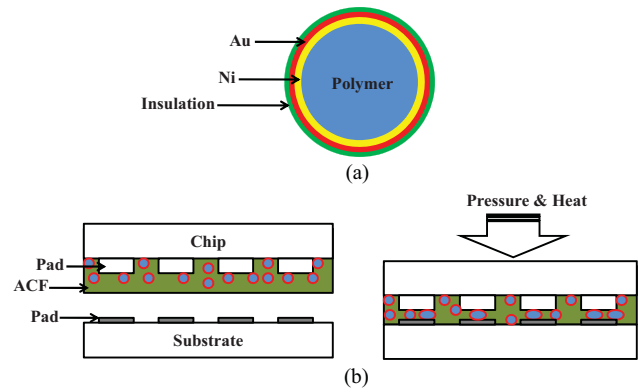 Au
Ni
Polymer
Insulation
(a)
Pressure & Heat
Chip
Pad
ACF
Pad
Substrate
(b)